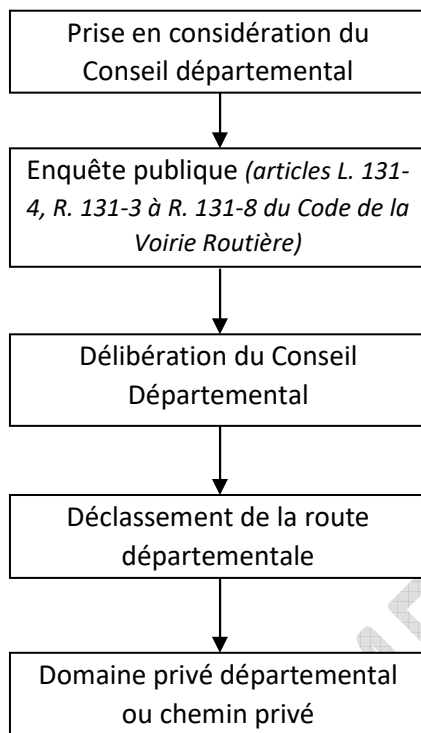 Prise en considération du
Conseil départemental
Enquête publique (articles L. 131-
4, R. 131-3 à R. 131-8 du Code de la
Voirie Routière)
Délibération du Conseil
Départemental
Déclassement de la route
départementale
Domaine privé départemental
ou chemin privé